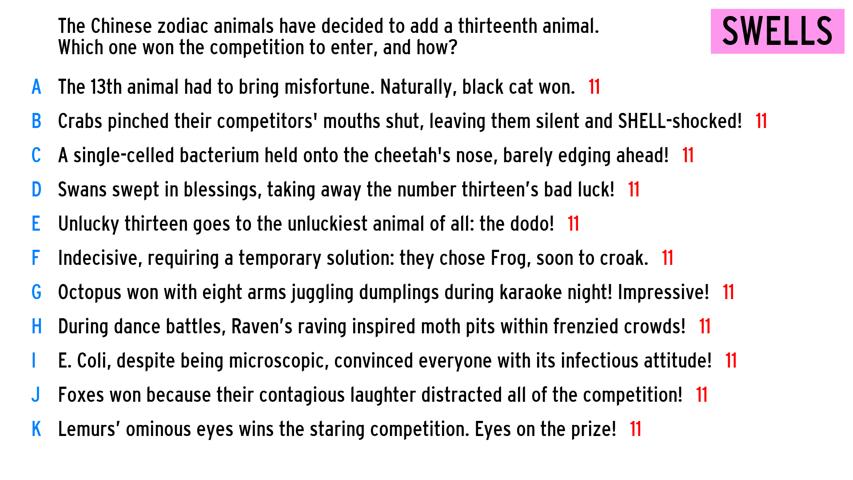 The Chinese zodiac animals have decided to add a thirteenth animal.
Which one won the competition to enter, and how?
SWELLS
A The 13th animal had to bring misfortune. Naturally, black cat won. 11
B Crabs pinched their competitors' mouths shut, leaving them silent and SHELL-shocked! 11
C A single-celled bacterium held onto the cheetah's nose, barely edging ahead! 11
D Swans swept in blessings, taking away the number thirteen’s bad luck! 11
E Unlucky thirteen goes to the unluckiest animal of all: the dodo! 11
F Indecisive, requiring a temporary solution: they chose Frog, soon to croak. 11
G Octopus won with eight arms juggling dumplings during karaoke night! Impressive! 11
H During dance battles, Raven’s raving inspired moth pits within frenzied crowds! 11
I E. Coli, despite being microscopic, convinced everyone with its infectious attitude! 11
J Foxes won because their contagious laughter distracted all of the competition! 11
K Lemurs’ ominous eyes wins the staring competition. Eyes on the prize! 11